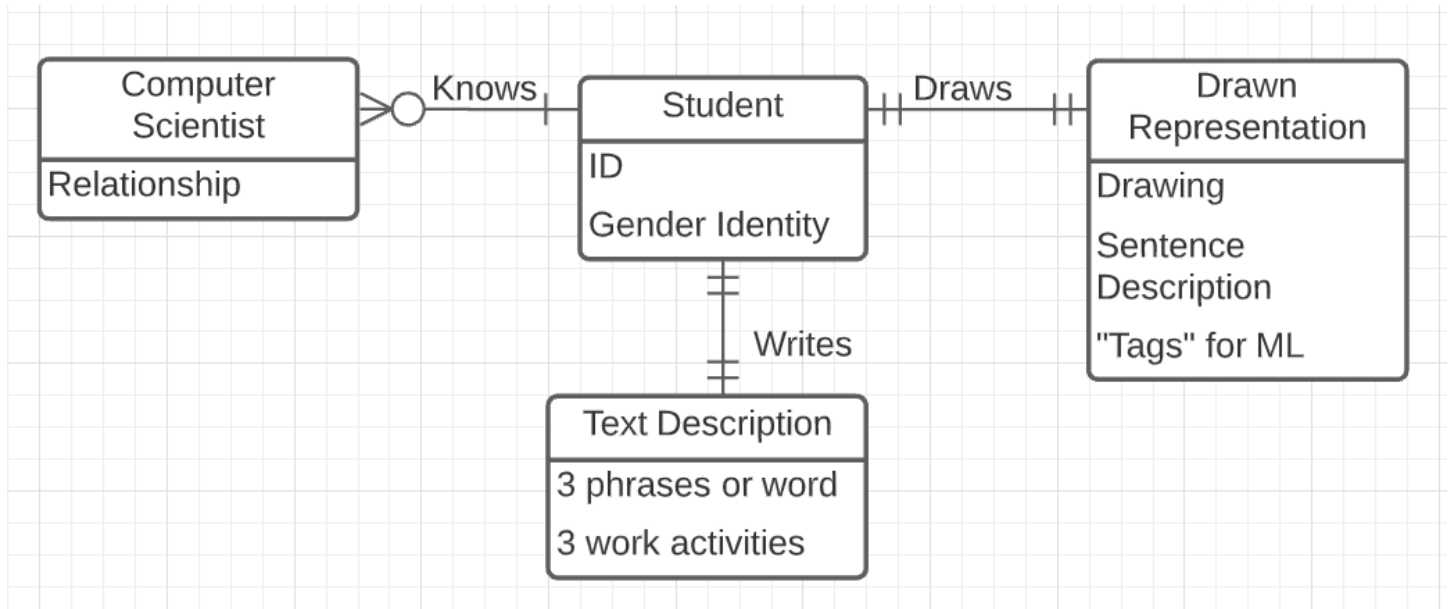 Computer
Scientist
Relationship
Knows
Student
ID
Gender Identity
Draws
Drawn
Representation
Drawing
Sentence
Description
"Tags" for ML
Writes
Text Description
3 phrases or word
3 work activities